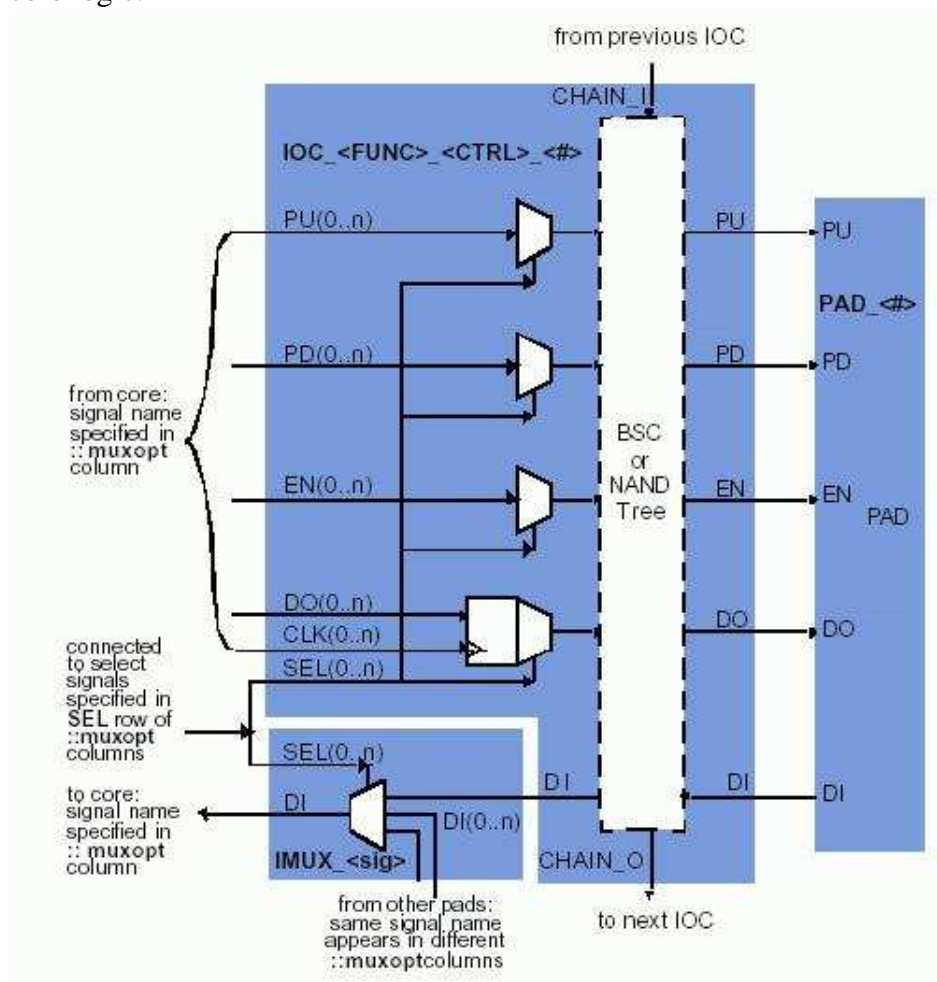 from previous IOC
CHAIN_I
IOC_<FUNC>_<CTRL>_<#>
PU(0..n)
PU
PU
PAD_<#>
PD(0..n)
PD
PD
from core:
signal name
specified in
::muxopt
column
BSC
or
NAND
Tree
EN(0..n)
EN
EN
PAD
DO(0..n)
DO
DO
CLK(0..n)
SEL(0..n)
connected
to select
signals
specified in
SEL row of
::muxopt
columns
SEL(0..n)
DI
DI
DI
to core:
signal name
specified in
:: muxopt
column
DI
DI(0..n)
IMUX_<sig>
CHAIN_O
from other pads:
same signal name
appears in different
::muxoptcolumns
to next IOC